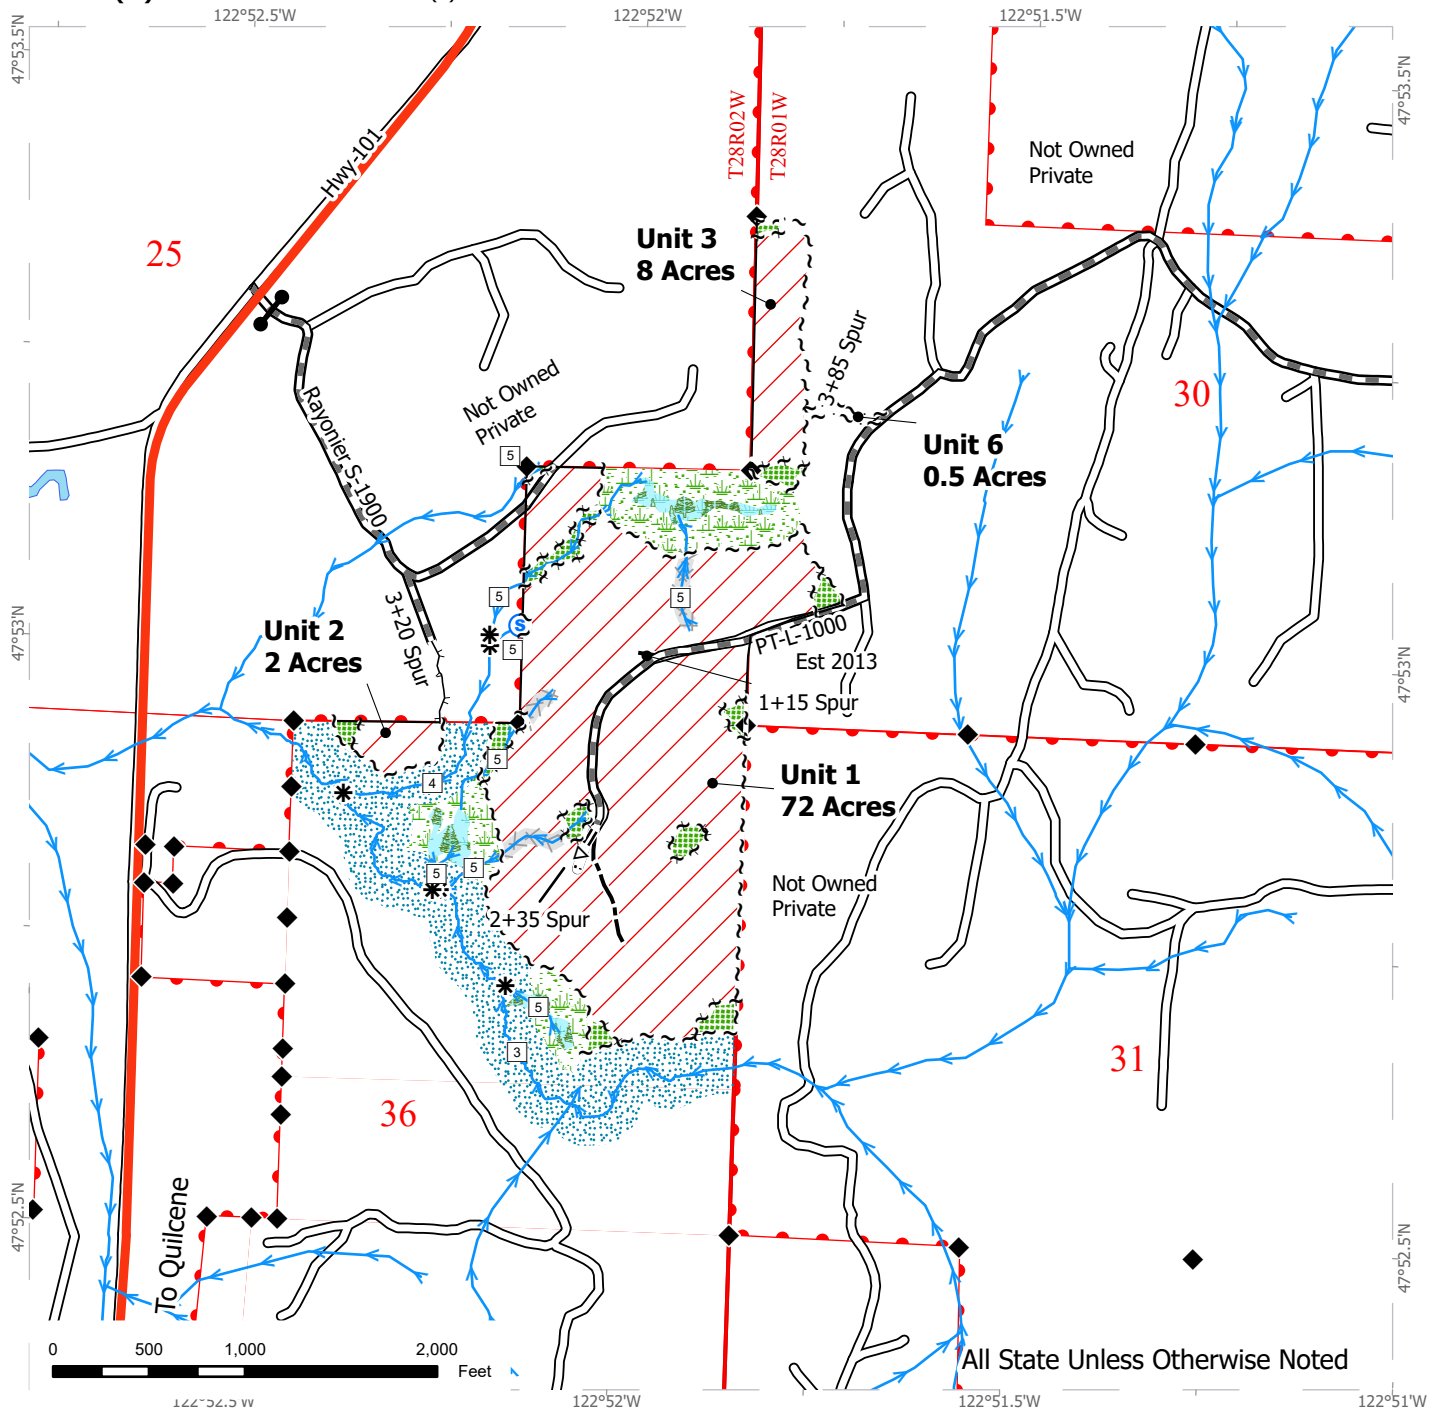 122°52.5'W
122°52'W
122°51.5'W
47°53.5'N
47°53.5'N
Hwy-101
T28R02W
T28R01W
Not Owned
Private
25
Unit 3
8 Acres
3+85 Spur
30
Not Owned
Private
Rayonier S-1900
5
Unit 6
0.5 Acres
5
5
3+20 Spur
S
Unit 2
2 Acres
5
PT-L-1000
Est 2013
47°53'N
47°53'N
1+15 Spur
5
4
Unit 1
72 Acres
5
5
Not Owned
Private
2+35 Spur
5
3
31
36
To Quilcene
47°52.5'N
47°52.5'N
0
500
1,000
2,000
Feet
All State Unless Otherwise Noted
122°52.5'W
122°52'W
122°51.5'W
122°51'W